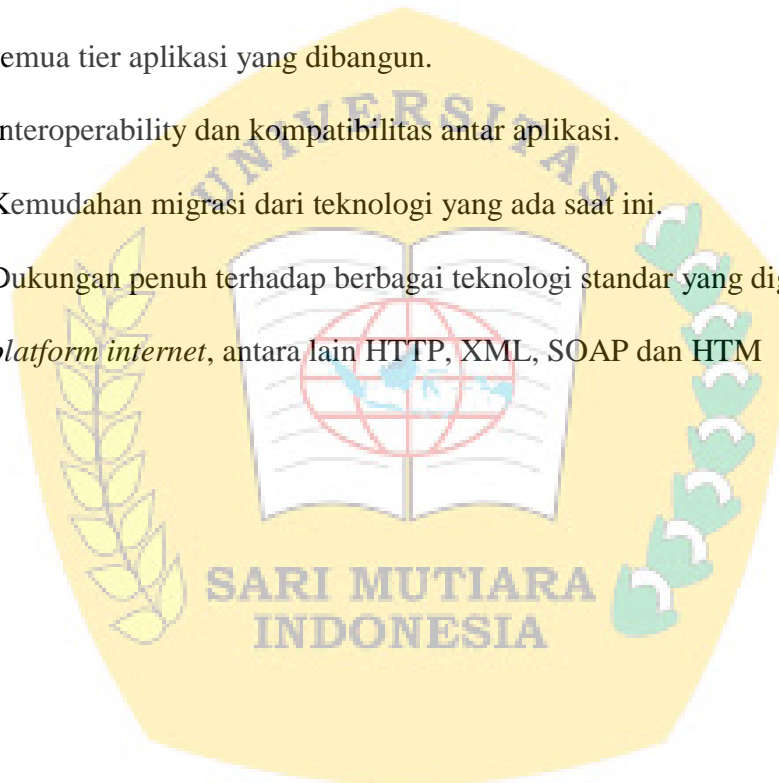 emua tier aplikasi yang dibangun.
nteroperability dan kompatibilitas antar aplikasi.
Kemudahan migrasi dari teknologi yang ada saat ini.
Dukungan penuh terhadap berbagai teknologi standar yang dig
platform internet, antara lain HTTP, XML, SOAP dan HTM
UNIVERSITAS
SARI MUTIARA
INDONESIA